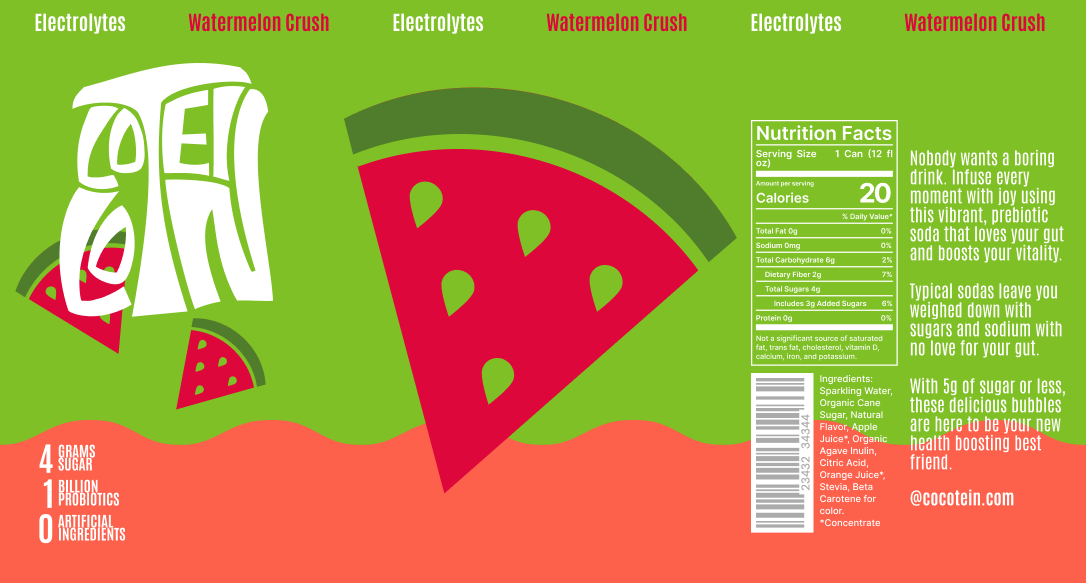 Electrolytes Watermelon Crush Electrolytes Watermelon Crush Electrolytes Watermelon Crush
COTEIN
COTEIN
4 GRAMS
SUGAR
1 BILLION
PROBIOTICS
0 ARTIFICIAL
INGREDIENTS
Nutrition Facts
Serving Size 1 Can (12 fl
oz)
Amount per serving
Calories 20
% Daily Value*
Total Fat 0g 0%
Sodium 0mg 0%
Total Carbohydrate 6g 2%
Dietary Fiber 2g 7%
Total Sugars 4g
Includes 3g Added Sugars 6%
Protein 0g 0%
Not a significant source of saturated
fat, trans fat, cholesterol, vitamin D,
calcium, iron, and potassium.
23432 34344
Ingredients:
Sparkling Water,
Organic Cane
Sugar, Natural
Flavor, Apple
Juice*, Organic
Agave Inulin,
Citric Acid,
Orange Juice*,
Stevia, Beta
Carotene for
color.
*Concentrate
Nobody wants a boring
drink. Infuse every
moment with joy using
this vibrant, prebiotic
soda that loves your gut
and boosts your vitality.
Typical sodas leave you
weighed down with
sugars and sodium with
no love for your gut.
With 5g of sugar or less,
these delicious bubbles
are here to be your new
health boosting best
friend.
@cocotein.com